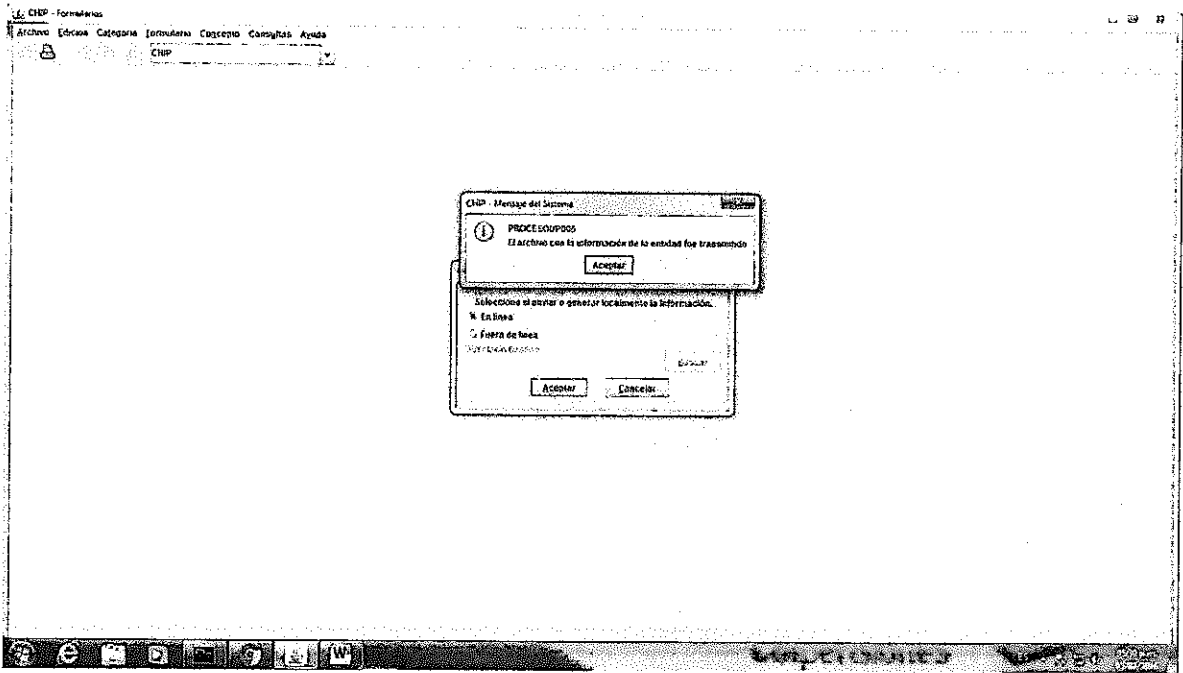 CHIP - Formularios
Archivo Edicion Categoria Formulario Concepto Consultas Ayuda
CHIP
CHIP - Mensaje del Sistema
PROCESOUP005
El archivo con la información de la entidad fue transmitido
Aceptar
Seleccione si enviar o generar localmente la información.
En línea
Fuera de línea
Buscar
Aceptar Cancelar
W